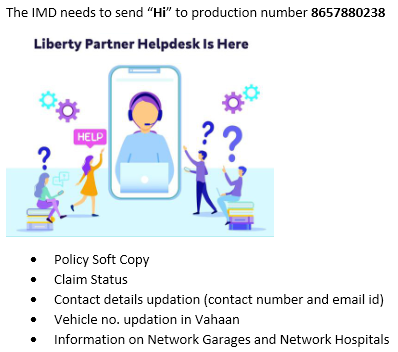 The IMD needs to send “Hi” to production number 8657880238
Liberty Partner Helpdesk Is Here
HELP
? ? ?
• Policy Soft Copy
• Claim Status
• Contact details updation (contact number and email id)
• Vehicle no. updation in Vahaan
• Information on Network Garages and Network Hospitals